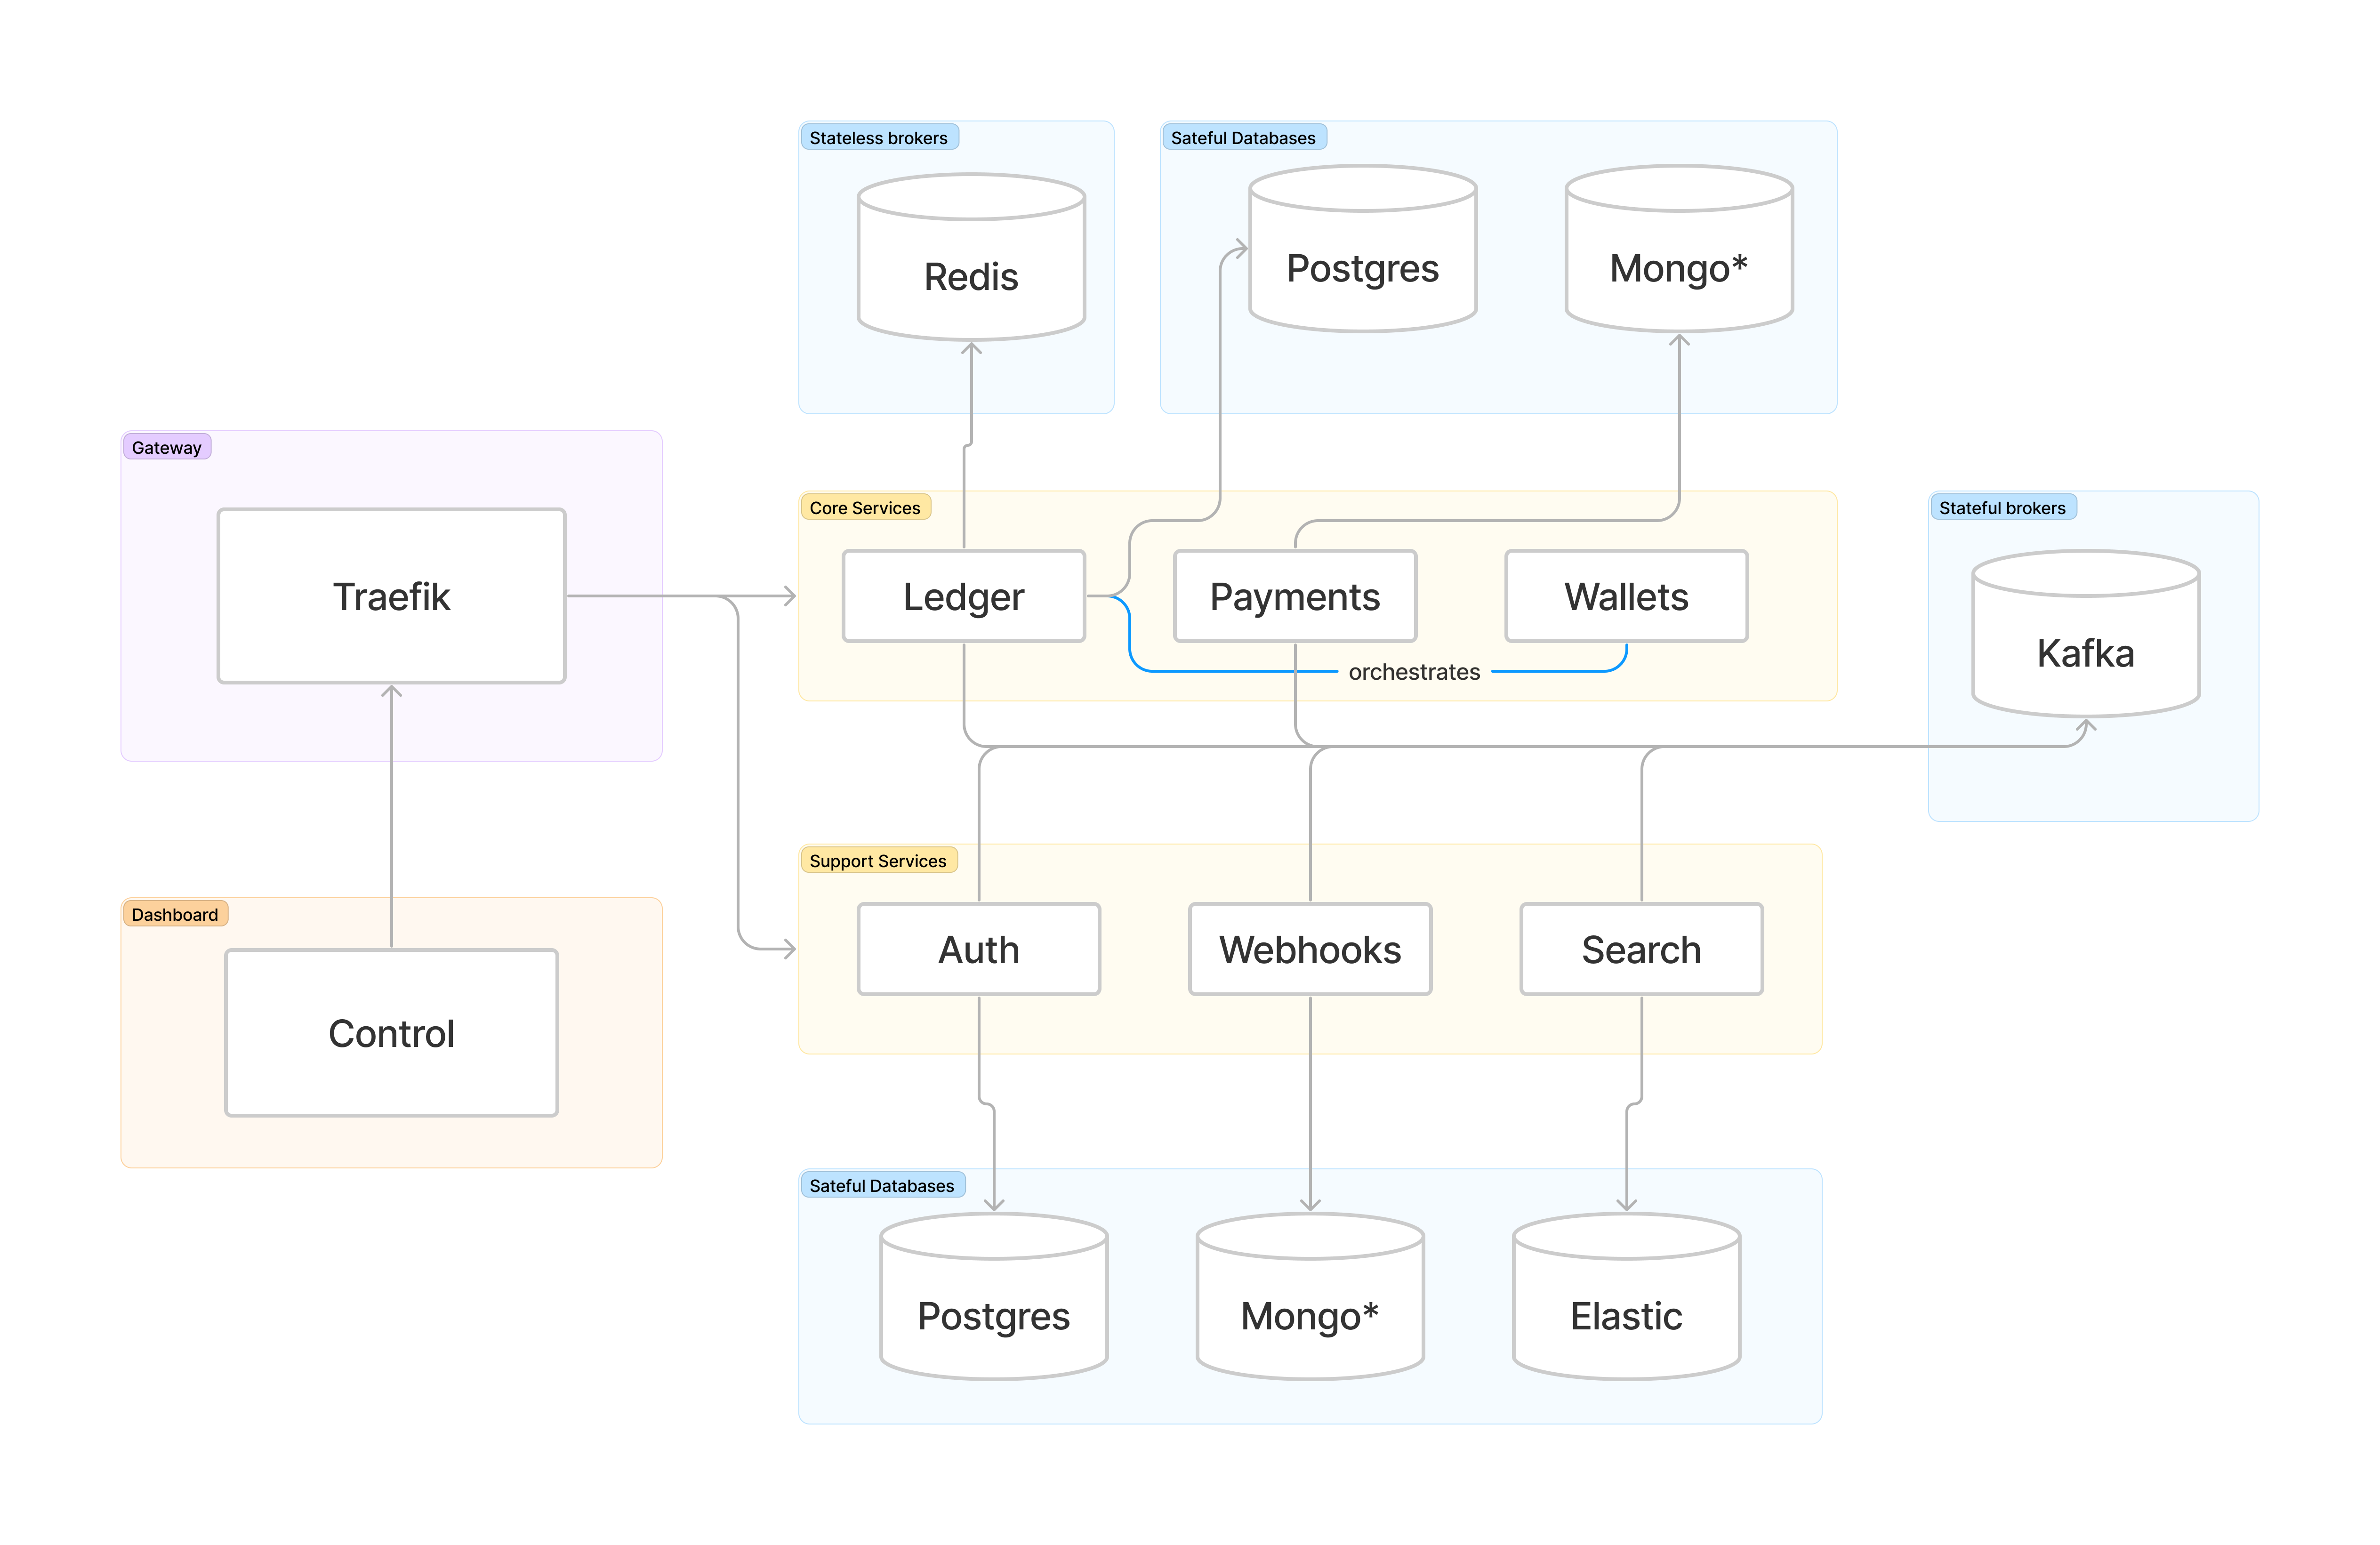 Stateless brokers
Redis
Sateful Databases
Postgres
Mongo*
Gateway
Traefik
Core Services
Ledger
Payments
Wallets
orchestrates
Stateful brokers
Kafka
Dashboard
Control
Support Services
Auth
Webhooks
Search
Sateful Databases
Postgres
Mongo*
Elastic